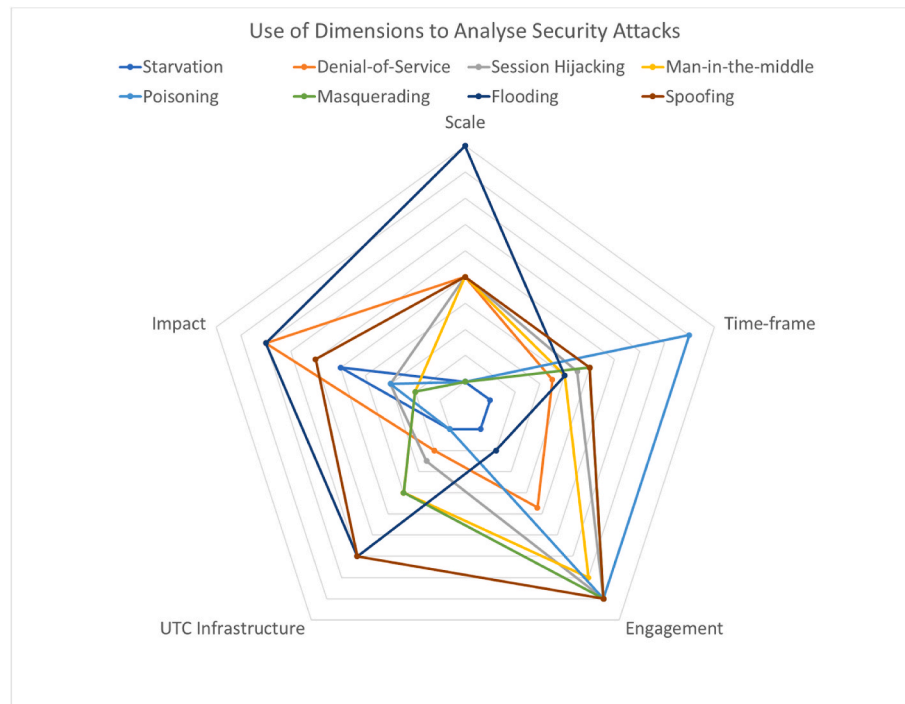 Use of Dimensions to Analyse Security Attacks
Starvation Denial-of-Service Session Hijacking Man-in-the-middle
Poisoning Masquerading Flooding Spoofing
Scale
Impact Time-frame
UTC Infrastructure Engagement